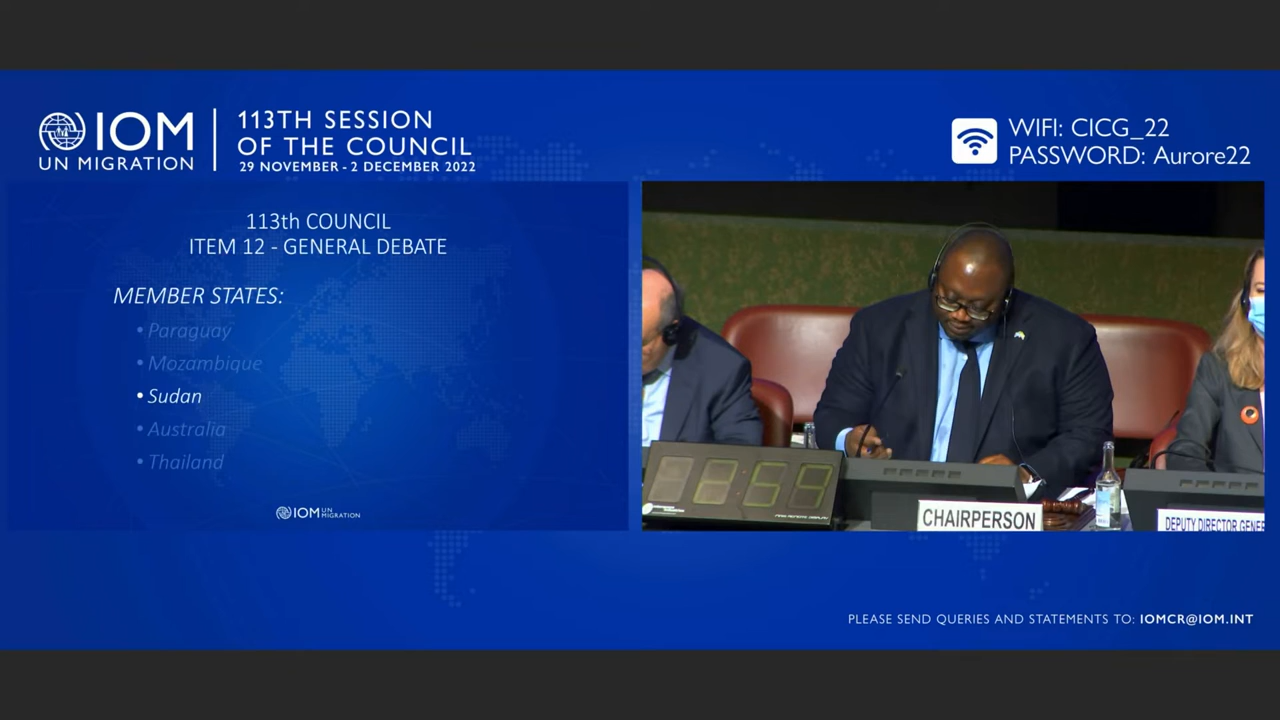 IOM
UN MIGRATION
113TH SESSION
OF THE COUNCIL
29 NOVEMBER - 2 DECEMBER 2022
WIFI: CICG_22
PASSWORD: Aurore22
113th COUNCIL
ITEM 12 - GENERAL DEBATE
MEMBER STATES:
• Paraguay
• Mozambique
• Sudan
• Australia
• Thailand
IOM UN
MIGRATION
CHAIRPERSON
DEPUTY DIRECTOR GENE
PLEASE SEND QUERIES AND STATEMENTS TO: IOMCR@IOM.INT